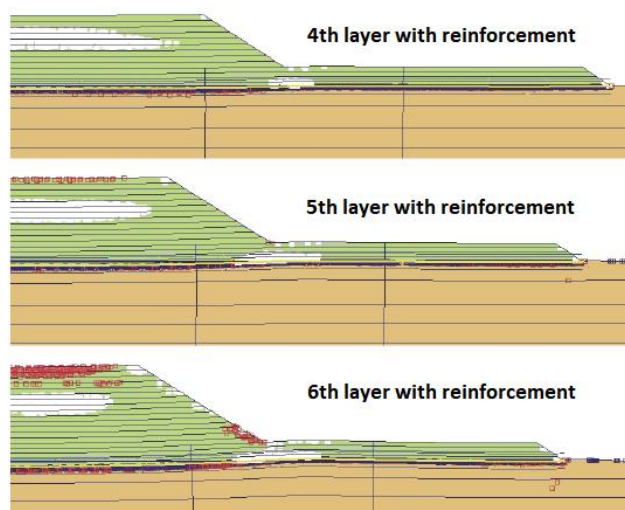 4th layer with reinforcement
5th layer with reinforcement
6th layer with reinforcement